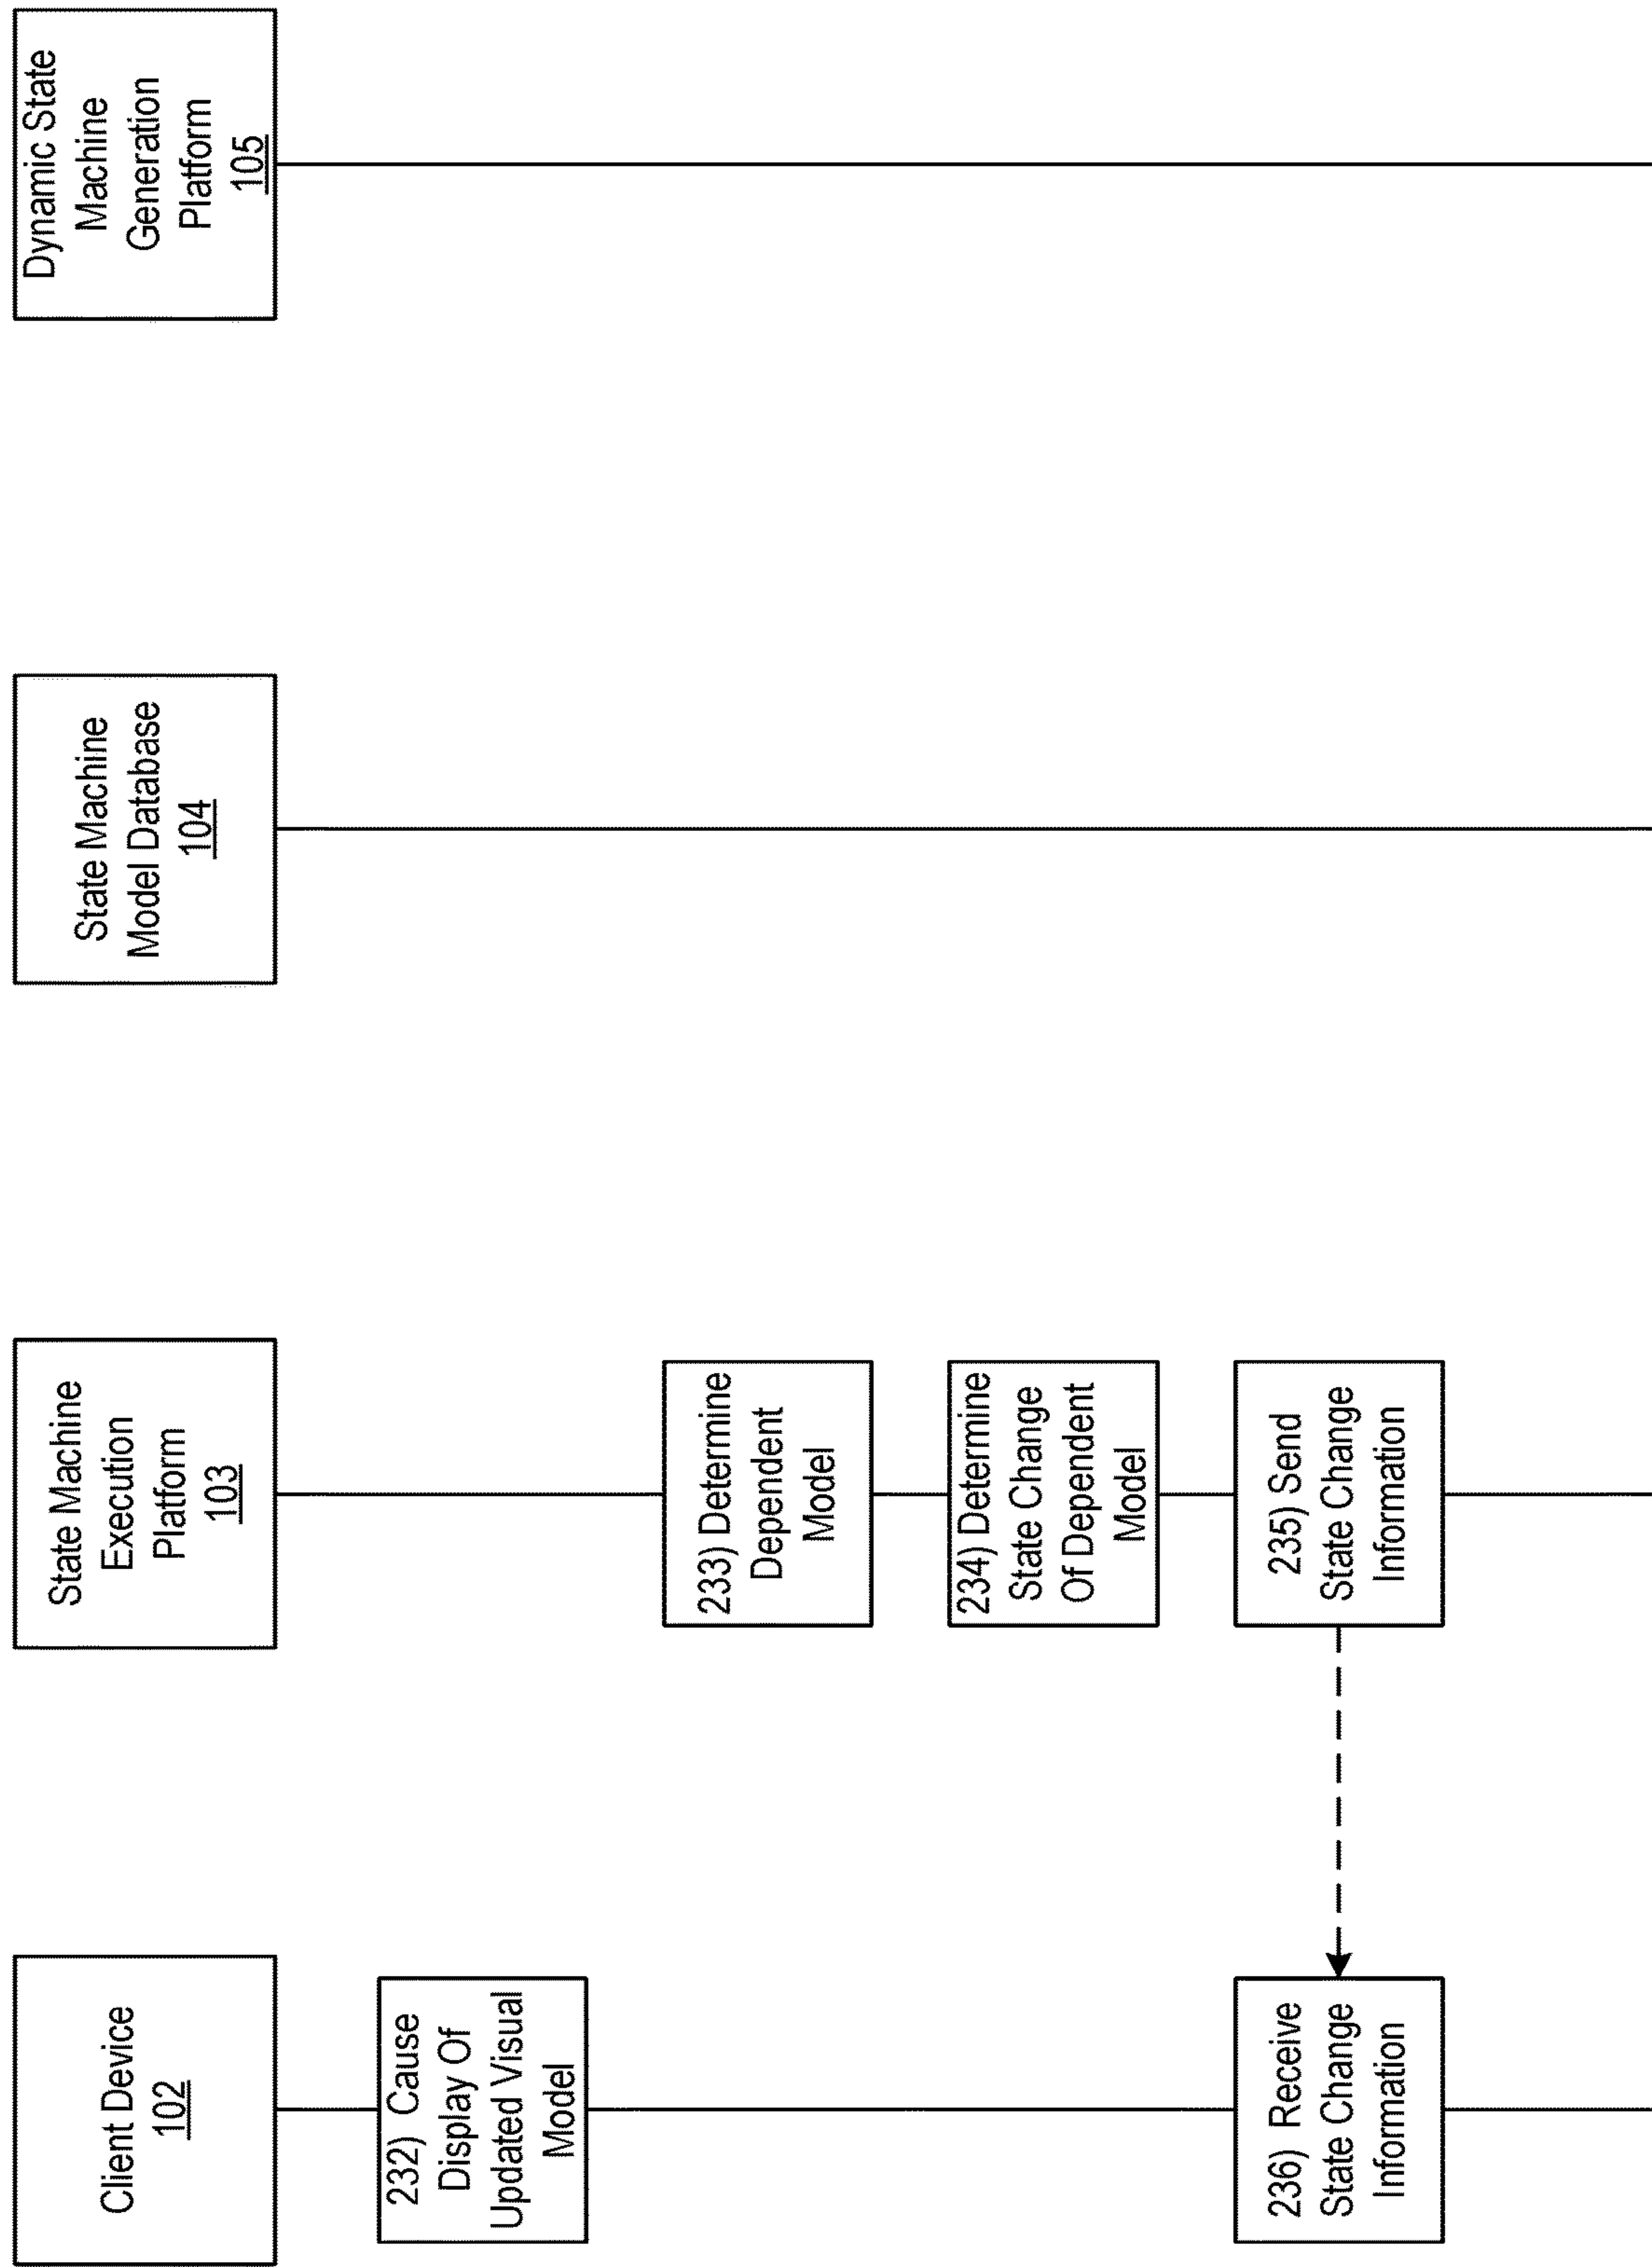 Client Device
102
State Machine
Execution
Platform
103
State Machine
Model Database
104
Dynamic State
Machine
Generation
Platform
105
232) Cause
Display Of
Updated Visual
Model
233) Determine
Dependent
Model
234) Determine
State Change
Of Dependent
Model
235) Send
State Change
Information
236) Receive
State Change
Information